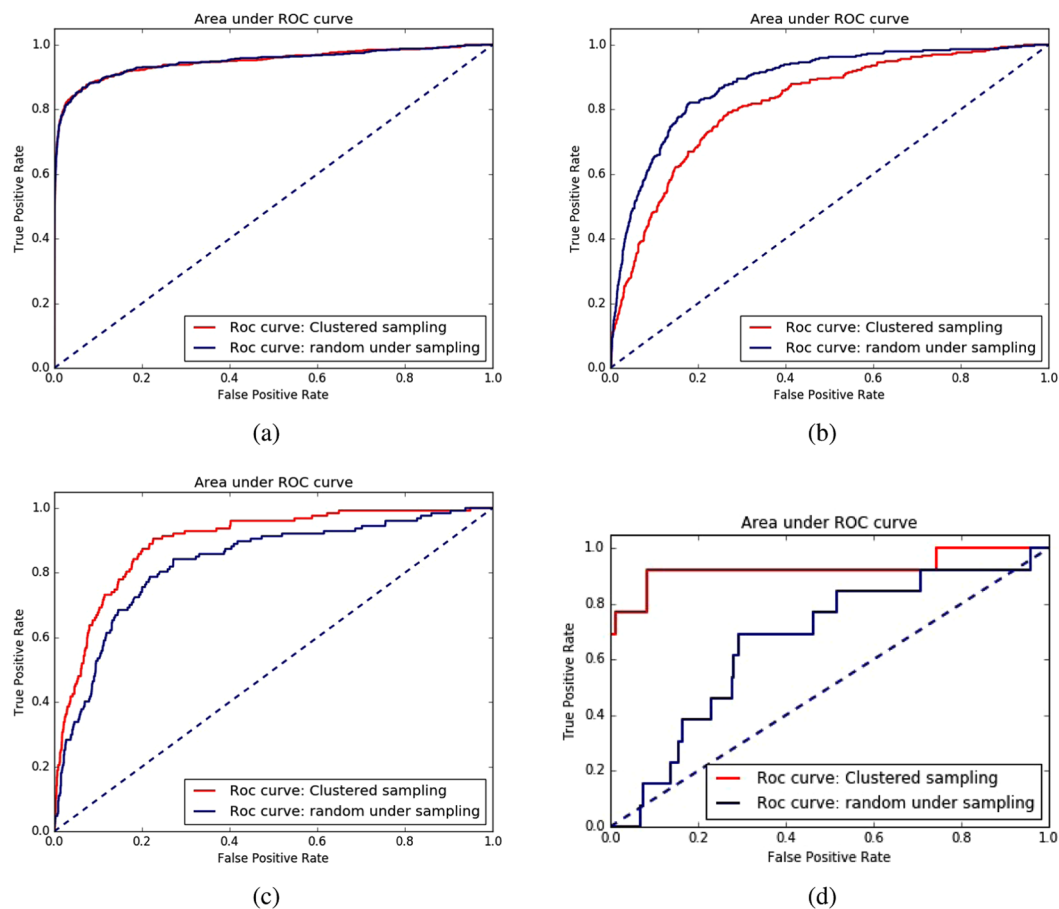 Area under ROC curve
True Positive Rate
1.0
0.8
0.6
0.4
0.2
0.0
Roc curve: Clustered sampling
Roc curve: random under sampling
0.0 0.2 0.4 0.6 0.8 1.0
False Positive Rate
(a)
Area under ROC curve
True Positive Rate
1.0
0.8
0.6
0.4
0.2
0.0
Roc curve: Clustered sampling
Roc curve: random under sampling
0.0 0.2 0.4 0.6 0.8 1.0
False Positive Rate
(b)
Area under ROC curve
True Positive Rate
1.0
0.8
0.6
0.4
0.2
0.0
Roc curve: Clustered sampling
Roc curve: random under sampling
0.0 0.2 0.4 0.6 0.8 1.0
False Positive Rate
(c)
Area under ROC curve
True Positive Rate
1.0
0.8
0.6
0.4
0.2
0.0
Roc curve: Clustered sampling
Roc curve: random under sampling
0.0 0.2 0.4 0.6 0.8 1.0
False Positive Rate
(d)